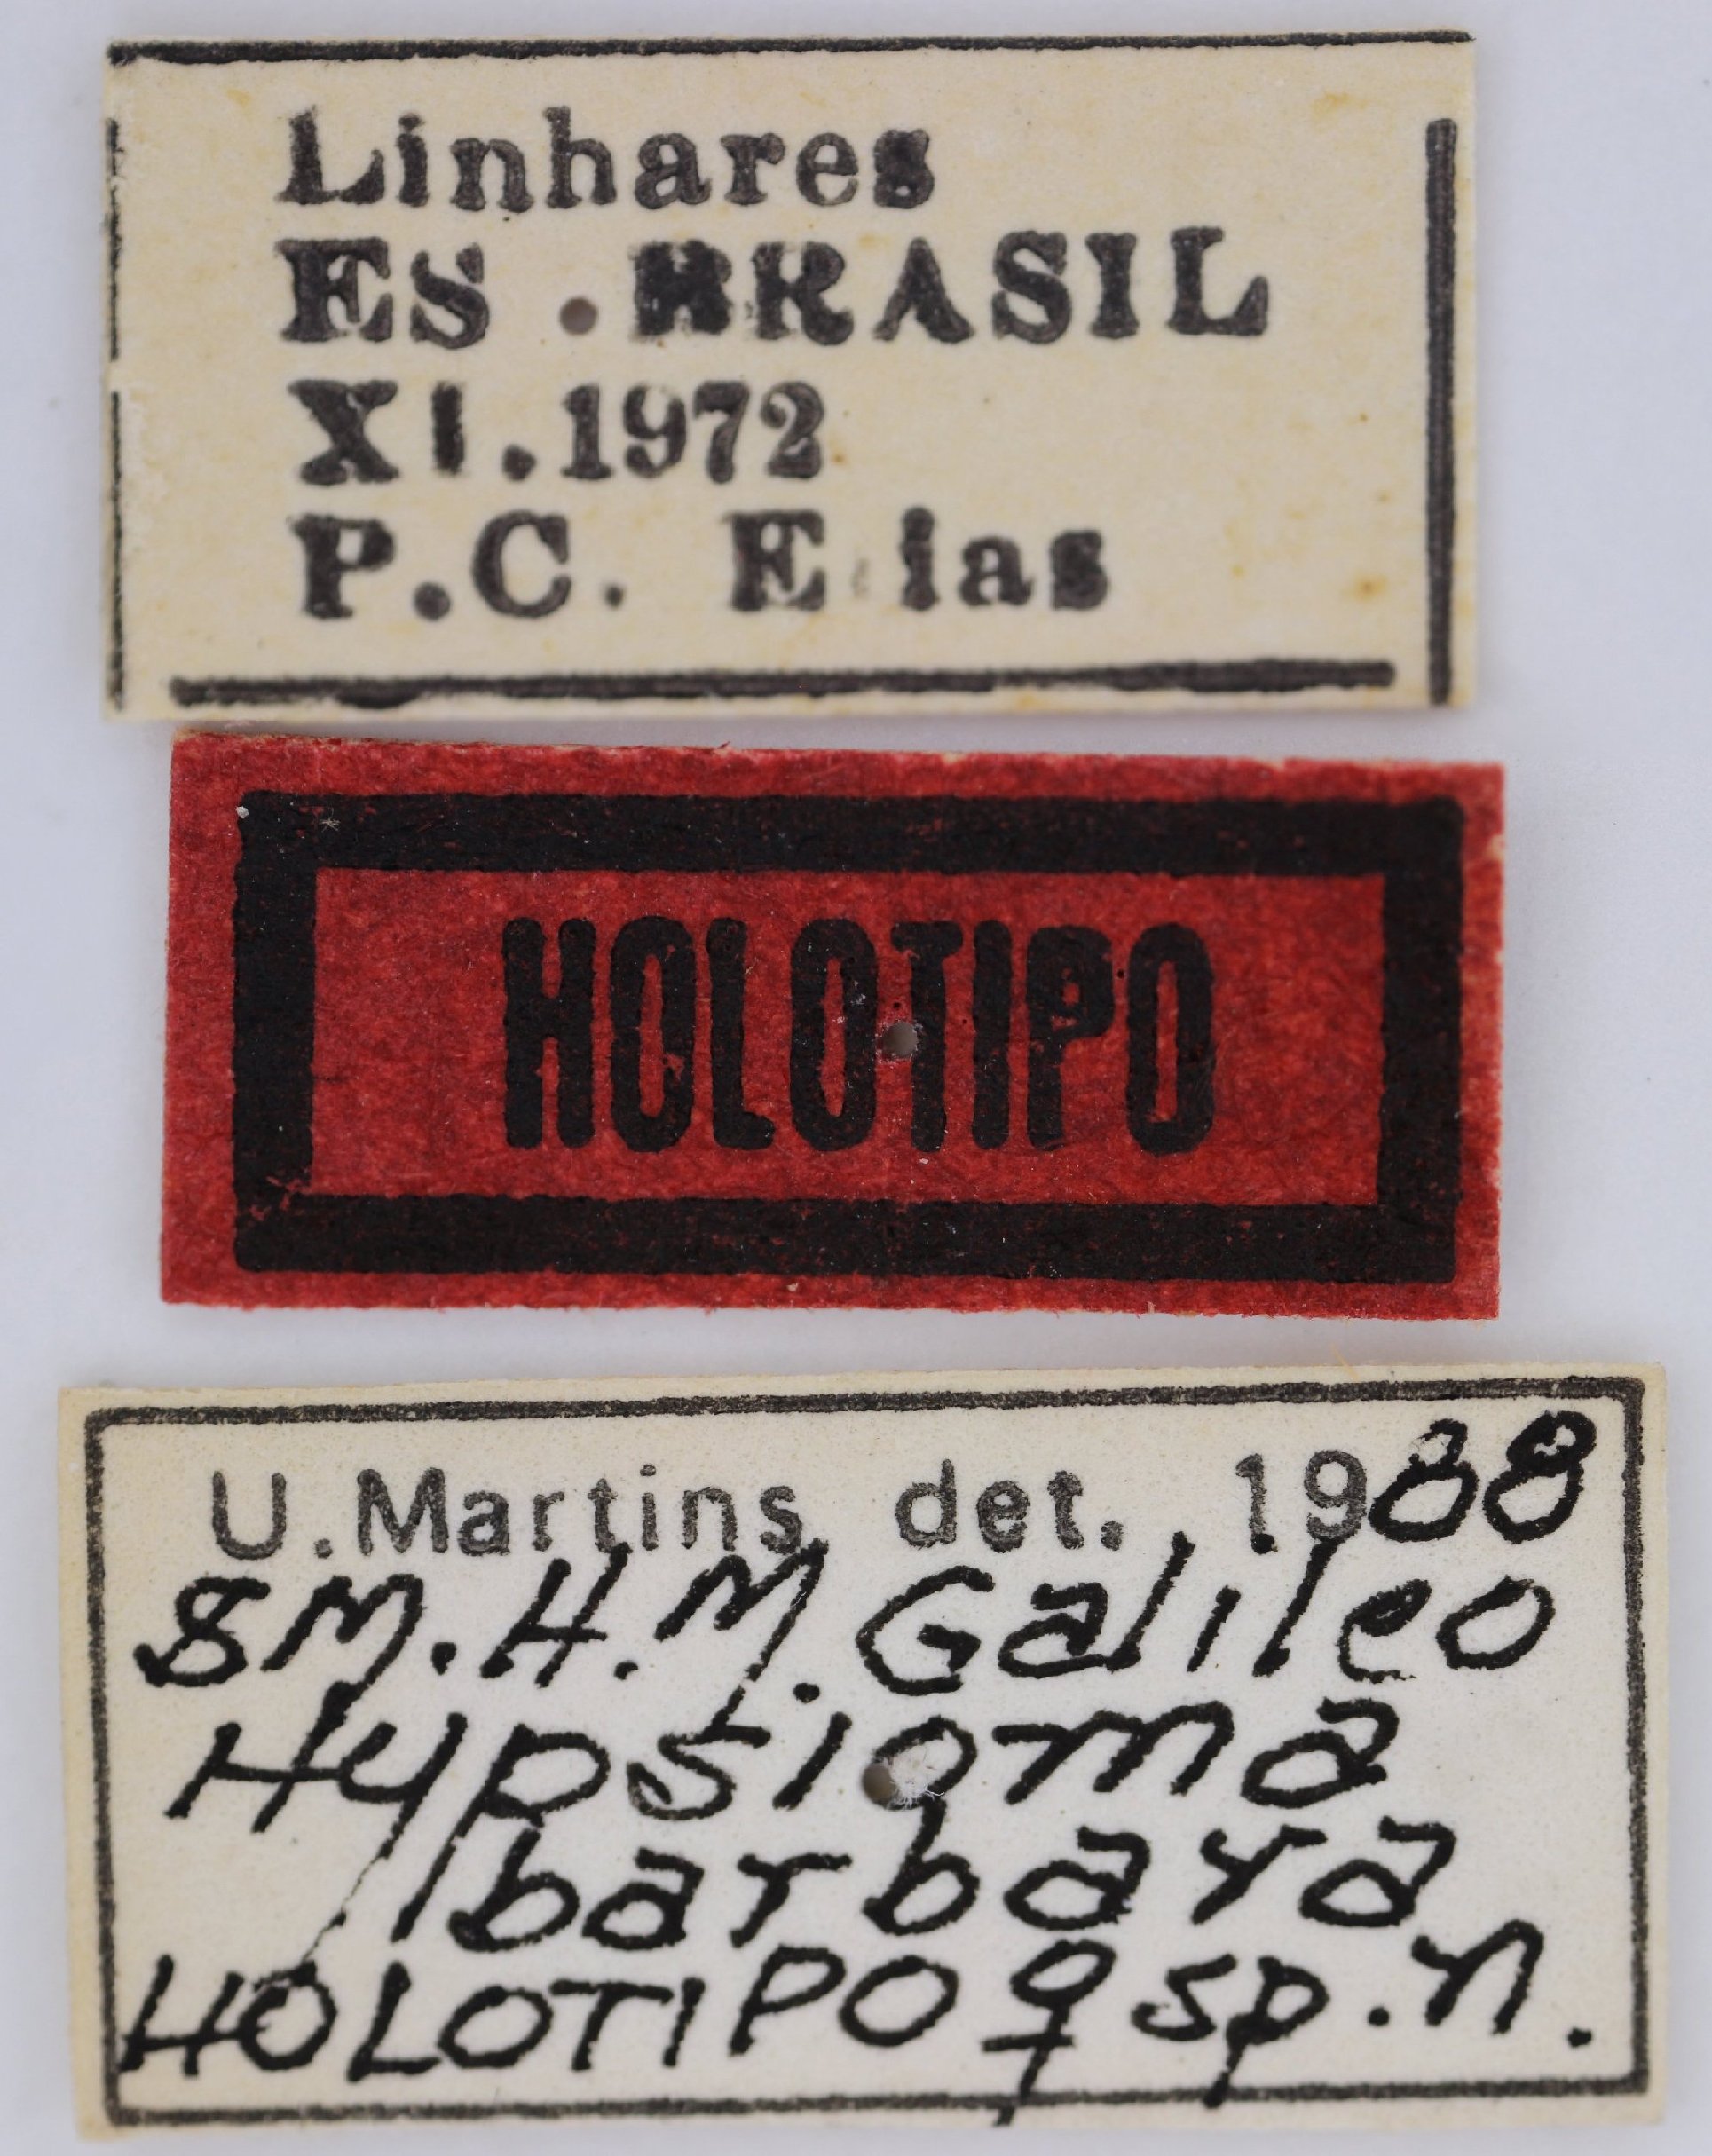 Linhares
ES . BRASIL
XI.1972
P.C. Elias
HOLOTIPO
U.Martins det. 1988
& M.H.M. Galileo
Hypsioma
barbara
HOLOTIPO ♀ sp.n.